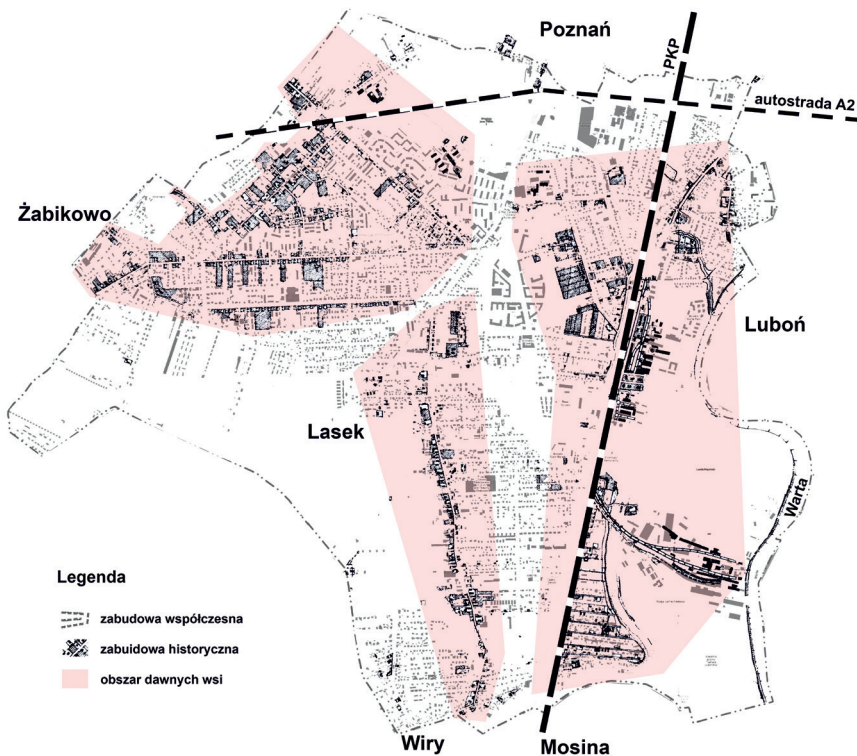 Poznań
PKP
autostrada A2
Żabikowo
Luboń
Lasek
Warta
Legenda
zabudowa współczesna
zabuidowa historyczna
obszar dawnych wsi
Wiry
Mosina